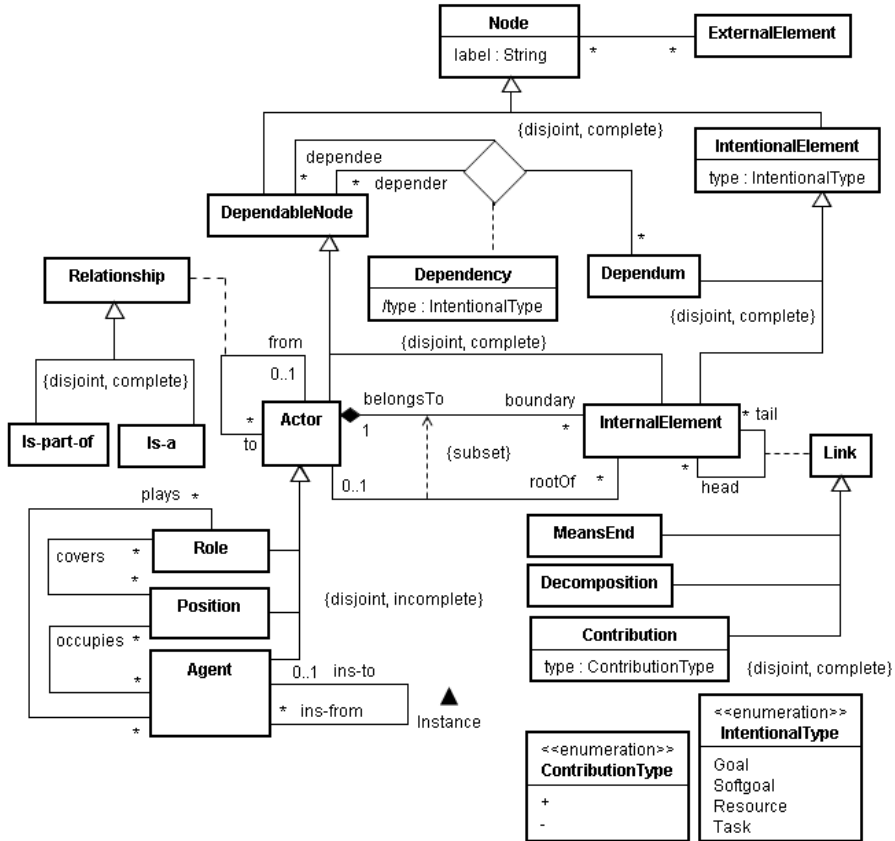 Node
label : String
*
*
ExternalElement
{disjoint, complete}
IntentionalElement
type : IntentionalType
dependee
*
*
depender
DependableNode
*
Relationship
Dependency
/type : IntentionalType
Dependum
{disjoint, complete}
from
0..1
{disjoint, complete}
{disjoint, complete}
Is-part-of
Is-a
*
to
Actor
belongsTo
1
boundary
*
InternalElement
* tail
*
head
Link
{subset}
0..1
rootOf
*
plays
*
Role
covers
*
*
Position
occupies
*
*
Agent
*
{disjoint, incomplete}
0..1
ins-to
*
ins-from
Instance
MeansEnd
Decomposition
Contribution
type : ContributionType
{disjoint, complete}
<<enumeration>>
ContributionType
+
-
<<enumeration>>
IntentionalType
Goal
Softgoal
Resource
Task